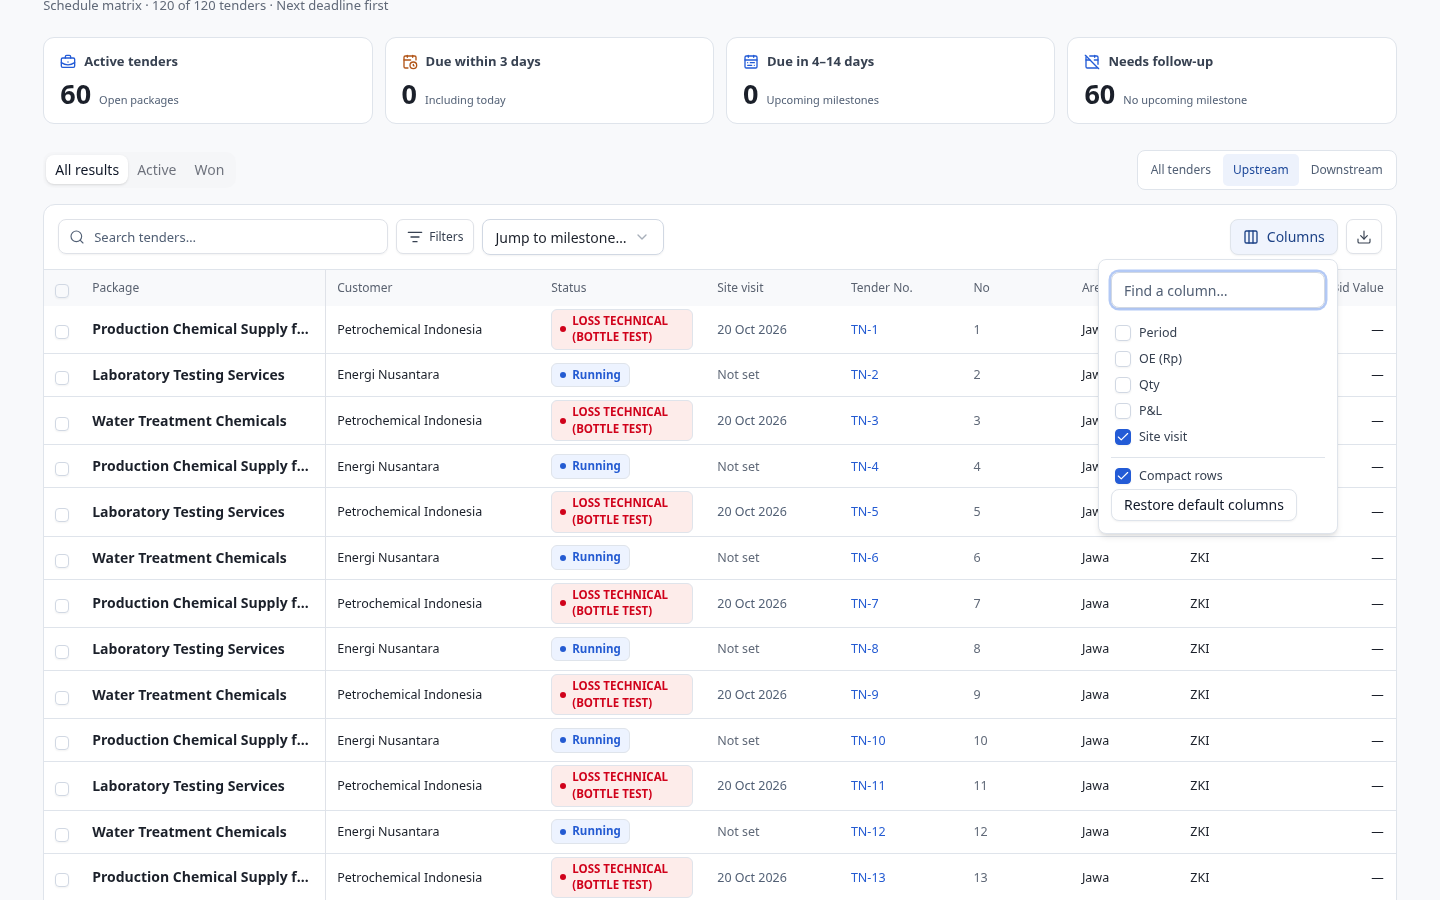 Schedule matrix · 120 of 120 tenders · Next deadline first
Active tenders
60 Open packages
Due within 3 days
0 Including today
Due in 4–14 days
0 Upcoming milestones
Needs follow-up
60 No upcoming milestone
All results Active Won
All tenders Upstream Downstream
Search tenders...
Filters
Jump to milestone...
Columns
Package Customer Status Site visit Tender No. No Are id Value
Find a column...
Period
OE (Rp)
Qty
P&L
Site visit
Compact rows
Restore default columns
Production Chemical Supply f... Petrochemical Indonesia LOSS TECHNICAL (BOTTLE TEST) 20 Oct 2026 TN-1 1 Jaw —
Laboratory Testing Services Energi Nusantara Running Not set TN-2 2 Jaw —
Water Treatment Chemicals Petrochemical Indonesia LOSS TECHNICAL (BOTTLE TEST) 20 Oct 2026 TN-3 3 Jaw —
Production Chemical Supply f... Energi Nusantara Running Not set TN-4 4 Jaw —
Laboratory Testing Services Petrochemical Indonesia LOSS TECHNICAL (BOTTLE TEST) 20 Oct 2026 TN-5 5 Jaw —
Water Treatment Chemicals Energi Nusantara Running Not set TN-6 6 Jawa ZKI —
Production Chemical Supply f... Petrochemical Indonesia LOSS TECHNICAL (BOTTLE TEST) 20 Oct 2026 TN-7 7 Jawa ZKI —
Laboratory Testing Services Energi Nusantara Running Not set TN-8 8 Jawa ZKI —
Water Treatment Chemicals Petrochemical Indonesia LOSS TECHNICAL (BOTTLE TEST) 20 Oct 2026 TN-9 9 Jawa ZKI —
Production Chemical Supply f... Energi Nusantara Running Not set TN-10 10 Jawa ZKI —
Laboratory Testing Services Petrochemical Indonesia LOSS TECHNICAL (BOTTLE TEST) 20 Oct 2026 TN-11 11 Jawa ZKI —
Water Treatment Chemicals Energi Nusantara Running Not set TN-12 12 Jawa ZKI —
Production Chemical Supply f... Petrochemical Indonesia LOSS TECHNICAL (BOTTLE TEST) 20 Oct 2026 TN-13 13 Jawa ZKI —